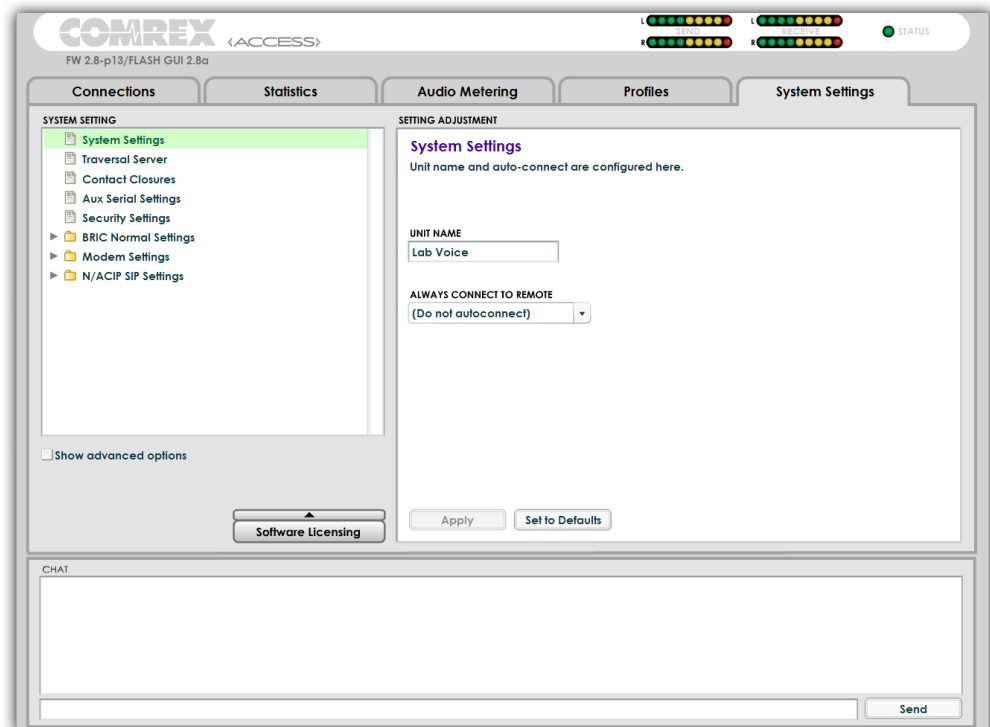 COMREX (ACCESS)
FW 2.8-p13/FLASH GUI 2.8a
L
SEND
R
L
RECEIVE
R
STATUS
Connections
Statistics
Audio Metering
Profiles
System Settings
SYSTEM SETTING
System Settings
Traversal Server
Contact Closures
Aux Serial Settings
Security Settings
BRIC Normal Settings
Modem Settings
N/ACIP SIP Settings
Show advanced options
Software Licensing
SETTING ADJUSTMENT
System Settings
Unit name and auto-connect are configured here.
UNIT NAME
Lab Voice
ALWAYS CONNECT TO REMOTE
(Do not autoconnect)
Apply
Set to Defaults
CHAT
Send